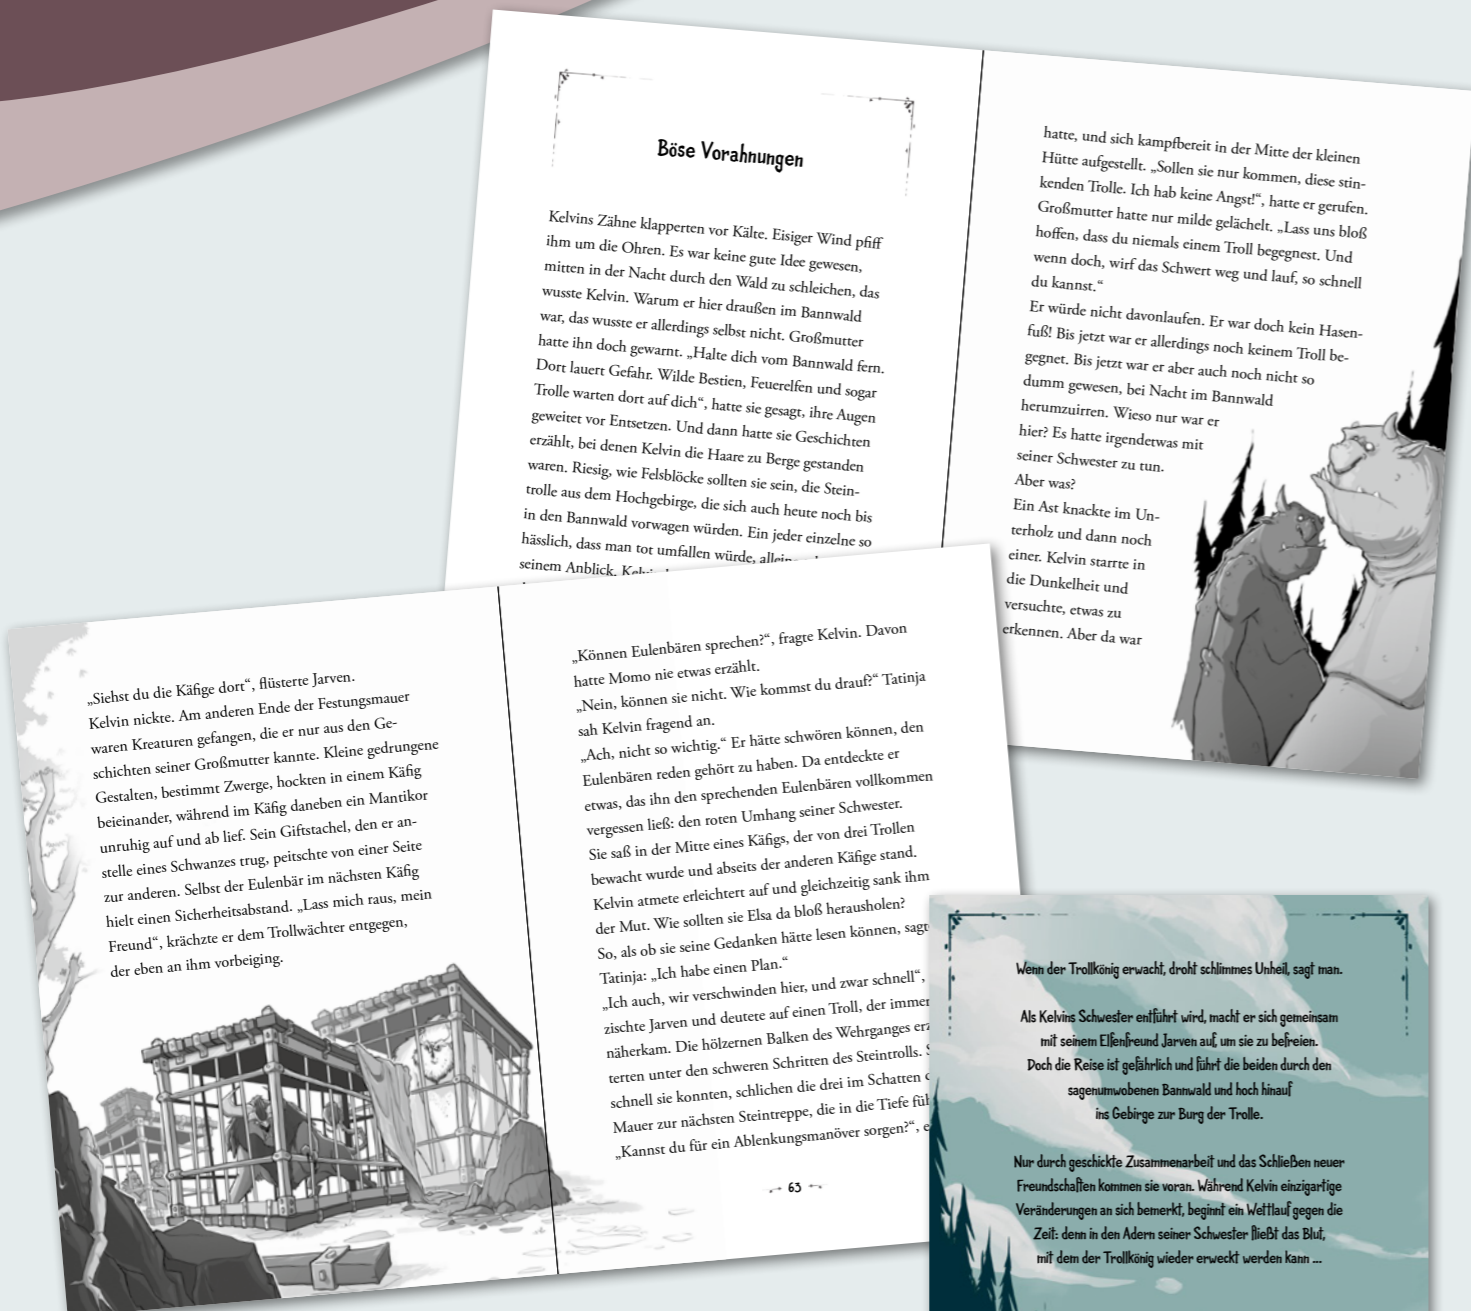 Böse Vorahnungen
Kelvins Zähne klapperten vor Kälte. Eisiger Wind pfiff
ihm um die Ohren. Es war keine gute Idee gewesen,
mitten in der Nacht durch den Wald zu schleichen, das
wusste Kelvin. Warum er hier draußen im Bannwald
war, das wusste er allerdings selbst nicht. Großmutter
hatte ihn doch gewarnt. „Halte dich vom Bannwald fern.
Dort lauert Gefahr. Wilde Bestien, Feuerelfen und sogar
Trolle warten dort auf dich“, hatte sie gesagt, ihre Augen
geweitet vor Entsetzen. Und dann hatte sie Geschichten
erzählt, bei denen Kelvin die Haare zu Berge gestanden
waren. Riesig, wie Felsblöcke sollten sie sein, die Stein-
trolle aus dem Hochgebirge, die sich auch heute noch bis
in den Bannwald vorwagen würden. Ein jeder einzelne so
hässlich, dass man tot umfallen würde,
seinem Anblick.
hatte, und sich kampfbereit in der Mitte der kleinen
Hütte aufgestellt. „Sollen sie nur kommen, diese stin-
kenden Trolle. Ich hab keine Angst!“, hatte er gerufen.
Großmutter hatte nur milde gelächelt. „Lass uns bloß
hoffen, dass du niemals einem Troll begegnest. Und
wenn doch, wirf das Schwert weg und lauf, so schnell
du kannst.“
Er würde nicht davonlaufen. Er war doch kein Hasen-
fuß! Bis jetzt war er allerdings noch keinem Troll be-
gegnet. Bis jetzt war er aber auch noch nicht so
dumm gewesen, bei Nacht im Bannwald
herumzuirren. Wieso nur war er
hier? Es hatte irgendetwas mit
seiner Schwester zu tun.
Aber was?
Ein Ast knackte im Un-
terholz und dann noch
einer. Kelvin starrte in
die Dunkelheit und
versuchte, etwas zu
erkennen. Aber da war
„Siehst du die Käfige dort“, flüsterte Jarven.
Kelvin nickte. Am anderen Ende der Festungsmauer
waren Kreaturen gefangen, die er nur aus den Ge-
schichten seiner Großmutter kannte. Kleine gedrungene
Gestalten, bestimmt Zwerge, hockten in einem Käfig
beieinander, während im Käfig daneben ein Mantikor
unruhig auf und ab lief. Sein Giftstachel, den er an-
stelle eines Schwanzes trug, peitschte von einer Seite
zur anderen. Selbst der Eulenbär im nächsten Käfig
hielt einen Sicherheitsabstand. „Lass mich raus, mein
Freund“, krächzte er dem Trollwächter entgegen,
der eben an ihm vorbeiging.
„Können Eulenbären sprechen?“, fragte Kelvin. Davon
hatte Momo nie etwas erzählt.
„Nein, können sie nicht. Wie kommst du drauf?“ Tatinja
sah Kelvin fragend an.
„Ach, nicht so wichtig.“ Er hätte schwören können, den
Eulenbären reden gehört zu haben. Da entdeckte er
etwas, das ihn den sprechenden Eulenbären vollkommen
vergessen ließ: den roten Umhang seiner Schwester.
Sie saß in der Mitte eines Käfigs, der von drei Trollen
bewacht wurde und abseits der anderen Käfige stand.
Kelvin atmete erleichtert auf und gleichzeitig sank ihm
der Mut. Wie sollten sie Elsa da bloß herausholen?
So, als ob sie seine Gedanken hätte lesen können,
Tatinja: „Ich habe einen Plan.“
„Ich auch, wir verschwinden hier, und zwar schnell“,
zischte Jarven und deutete auf einen Troll, der immer
näherkam. Die hölzernen Balken des Wehrganges
terten unter den schweren Schritten des Steintrolls.
schnell sie konnten, schlichen die drei im Schatten
Mauer zur nächsten Steintreppe, die in die Tiefe
„Kannst du für ein Ablenkungsmanöver sorgen?“,
63
Wenn der Trollkönig erwacht, droht schlimmes Unheil, sagt man.
Als Kelvins Schwester entführt wird, macht er sich gemeinsam
mit seinem Elfenfreund Jarven auf, um sie zu befreien.
Doch die Reise ist gefährlich und führt die beiden durch den
sagenumwobenen Bannwald und hoch hinauf
ins Gebirge zur Burg der Trolle.
Nur durch geschickte Zusammenarbeit und das Schließen neuer
Freundschaften kommen sie voran. Während Kelvin einzigartige
Veränderungen an sich bemerkt, beginnt ein Wettlauf gegen die
Zeit: denn in den Adern seiner Schwester fließt das Blut,
mit dem der Trollkönig wieder erweckt werden kann ...